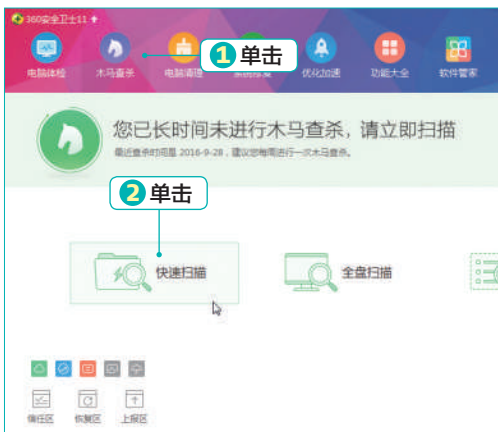 360安全卫士11
电脑体检 木马查杀 电脑清理 系统修复 优化加速 功能大全 软件管家
1 单击
您已长时间未进行木马查杀，请立即扫描
最近查杀时间是 2016-9-28，建议您每周进行一次木马查杀。
2 单击
快速扫描 全盘扫描
信任区 恢复区 上报区